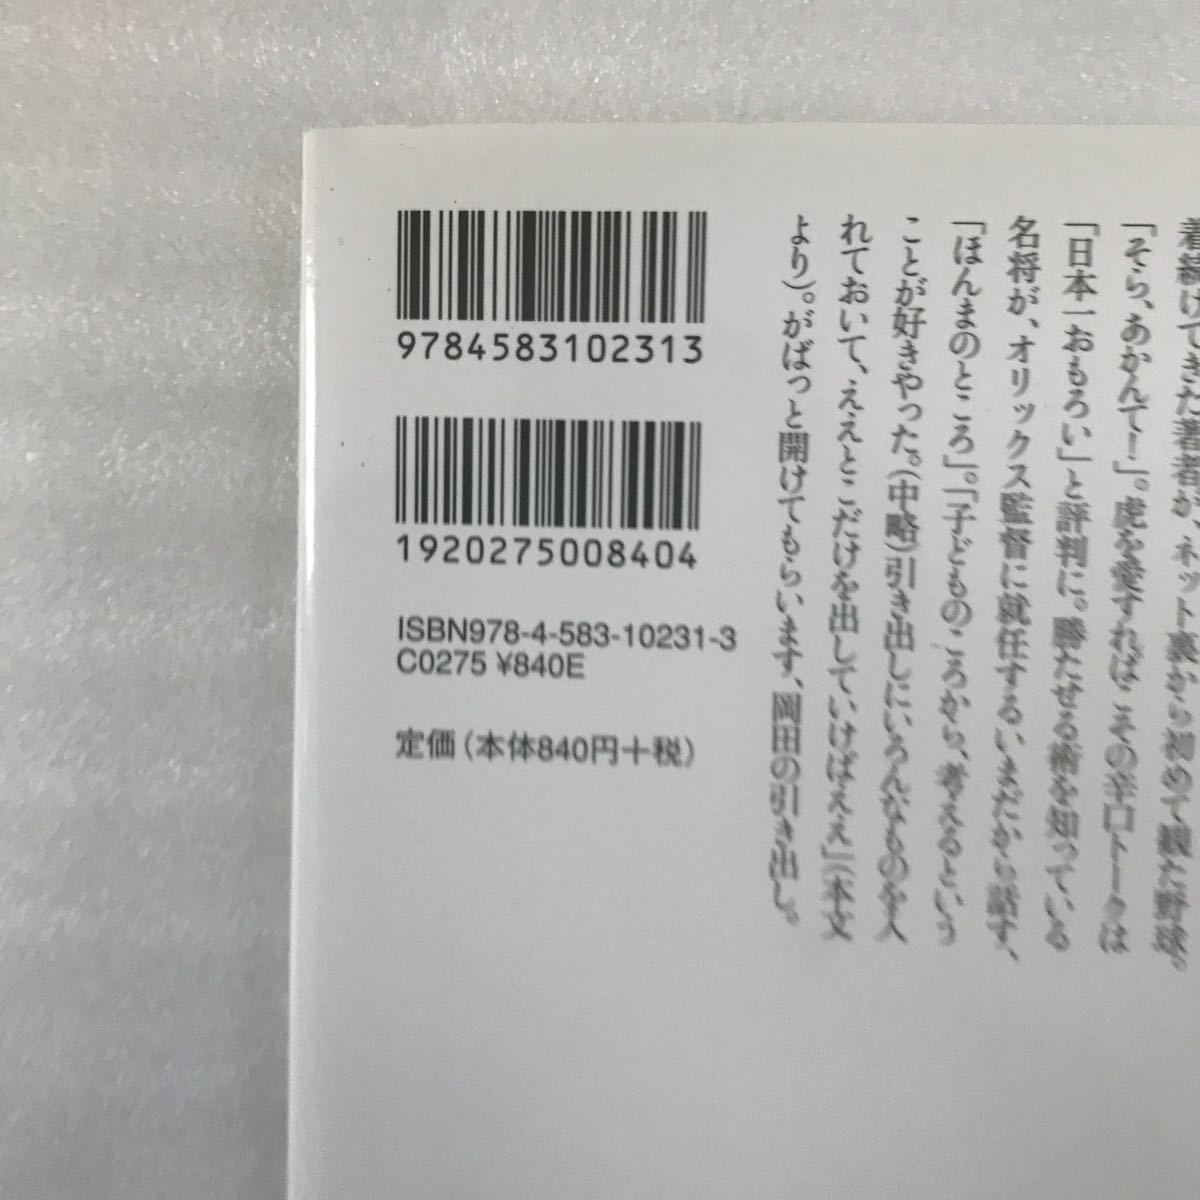 着続けてきた著者が、ネット裏から初めて観た野球。
「そら、あかんて!」。虎を愛すればこその辛口トークは
「日本一おもろい」と評判に。勝たせる術を知っている
名将が、オリックス監督に就任するいまだから話す、
「ほんまのところ」。「子どものころから、考えるという
ことが好きやった。(中略)引き出しにいろんなものを入
れておいて、ええとこだけを出していけばええ」(本文
より)。がばっと開けてもらいます、岡田の引き出し。
9784583102313
1920275008404
ISBN978-4-583-10231-3
C0275 ¥840E
定価(本体840円+税)